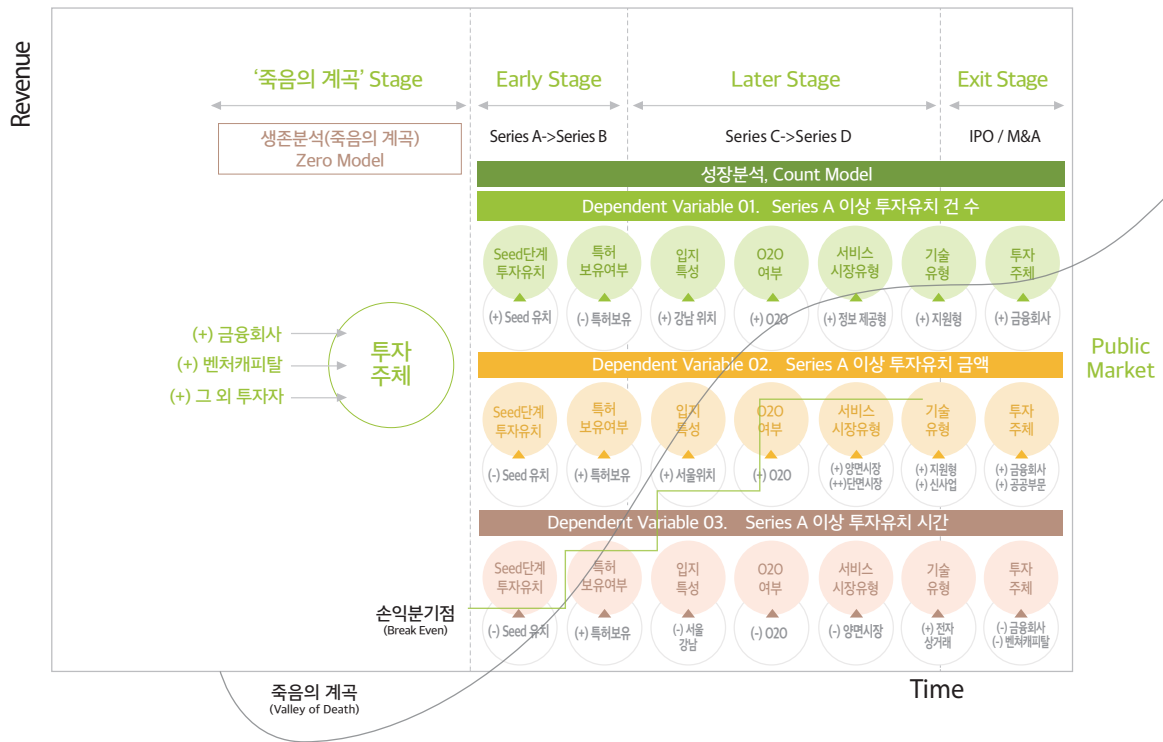 Revenue
‘죽음의 계곡’ Stage
Early Stage
Later Stage
Exit Stage
생존분석(죽음의 계곡)
Zero Model
Series A->Series B
Series C->Series D
IPO / M&A
성장분석, Count Model
Dependent Variable 01. Series A 이상 투자유치 건 수
Seed단계
투자유치
특허
보유여부
입지
특성
O2O
여부
서비스
시장유형
기술
유형
투자
주체
(+) Seed 유치
(-) 특허보유
(+) 강남 위치
(+) O2O
(+) 정보 제공형
(+) 지원형
(+) 금융회사
(+) 금융회사
(+) 벤처캐피탈
(+) 그 외 투자자
투자
주체
Public
Market
Dependent Variable 02. Series A 이상 투자유치 금액
Seed단계
투자유치
특허
보유여부
입지
특성
O2O
여부
서비스
시장유형
기술
유형
투자
주체
(-) Seed 유치
(+) 특허보유
(+) 서울위치
(+) O2O
(+) 양면시장
(++)단면시장
(+) 지원형
(+) 신사업
(+) 금융회사
(+) 공공부문
Dependent Variable 03. Series A 이상 투자유치 시간
Seed단계
투자유치
특허
보유여부
입지
특성
O2O
여부
서비스
시장유형
기술
유형
투자
주체
(-) Seed 유치
(+) 특허보유
(-) 서울
강남
(-) O2O
(-) 양면시장
(+) 전자
상거래
(-) 금융회사
(-) 벤쳐캐피탈
손익분기점
(Break Even)
죽음의 계곡
(Valley of Death)
Time